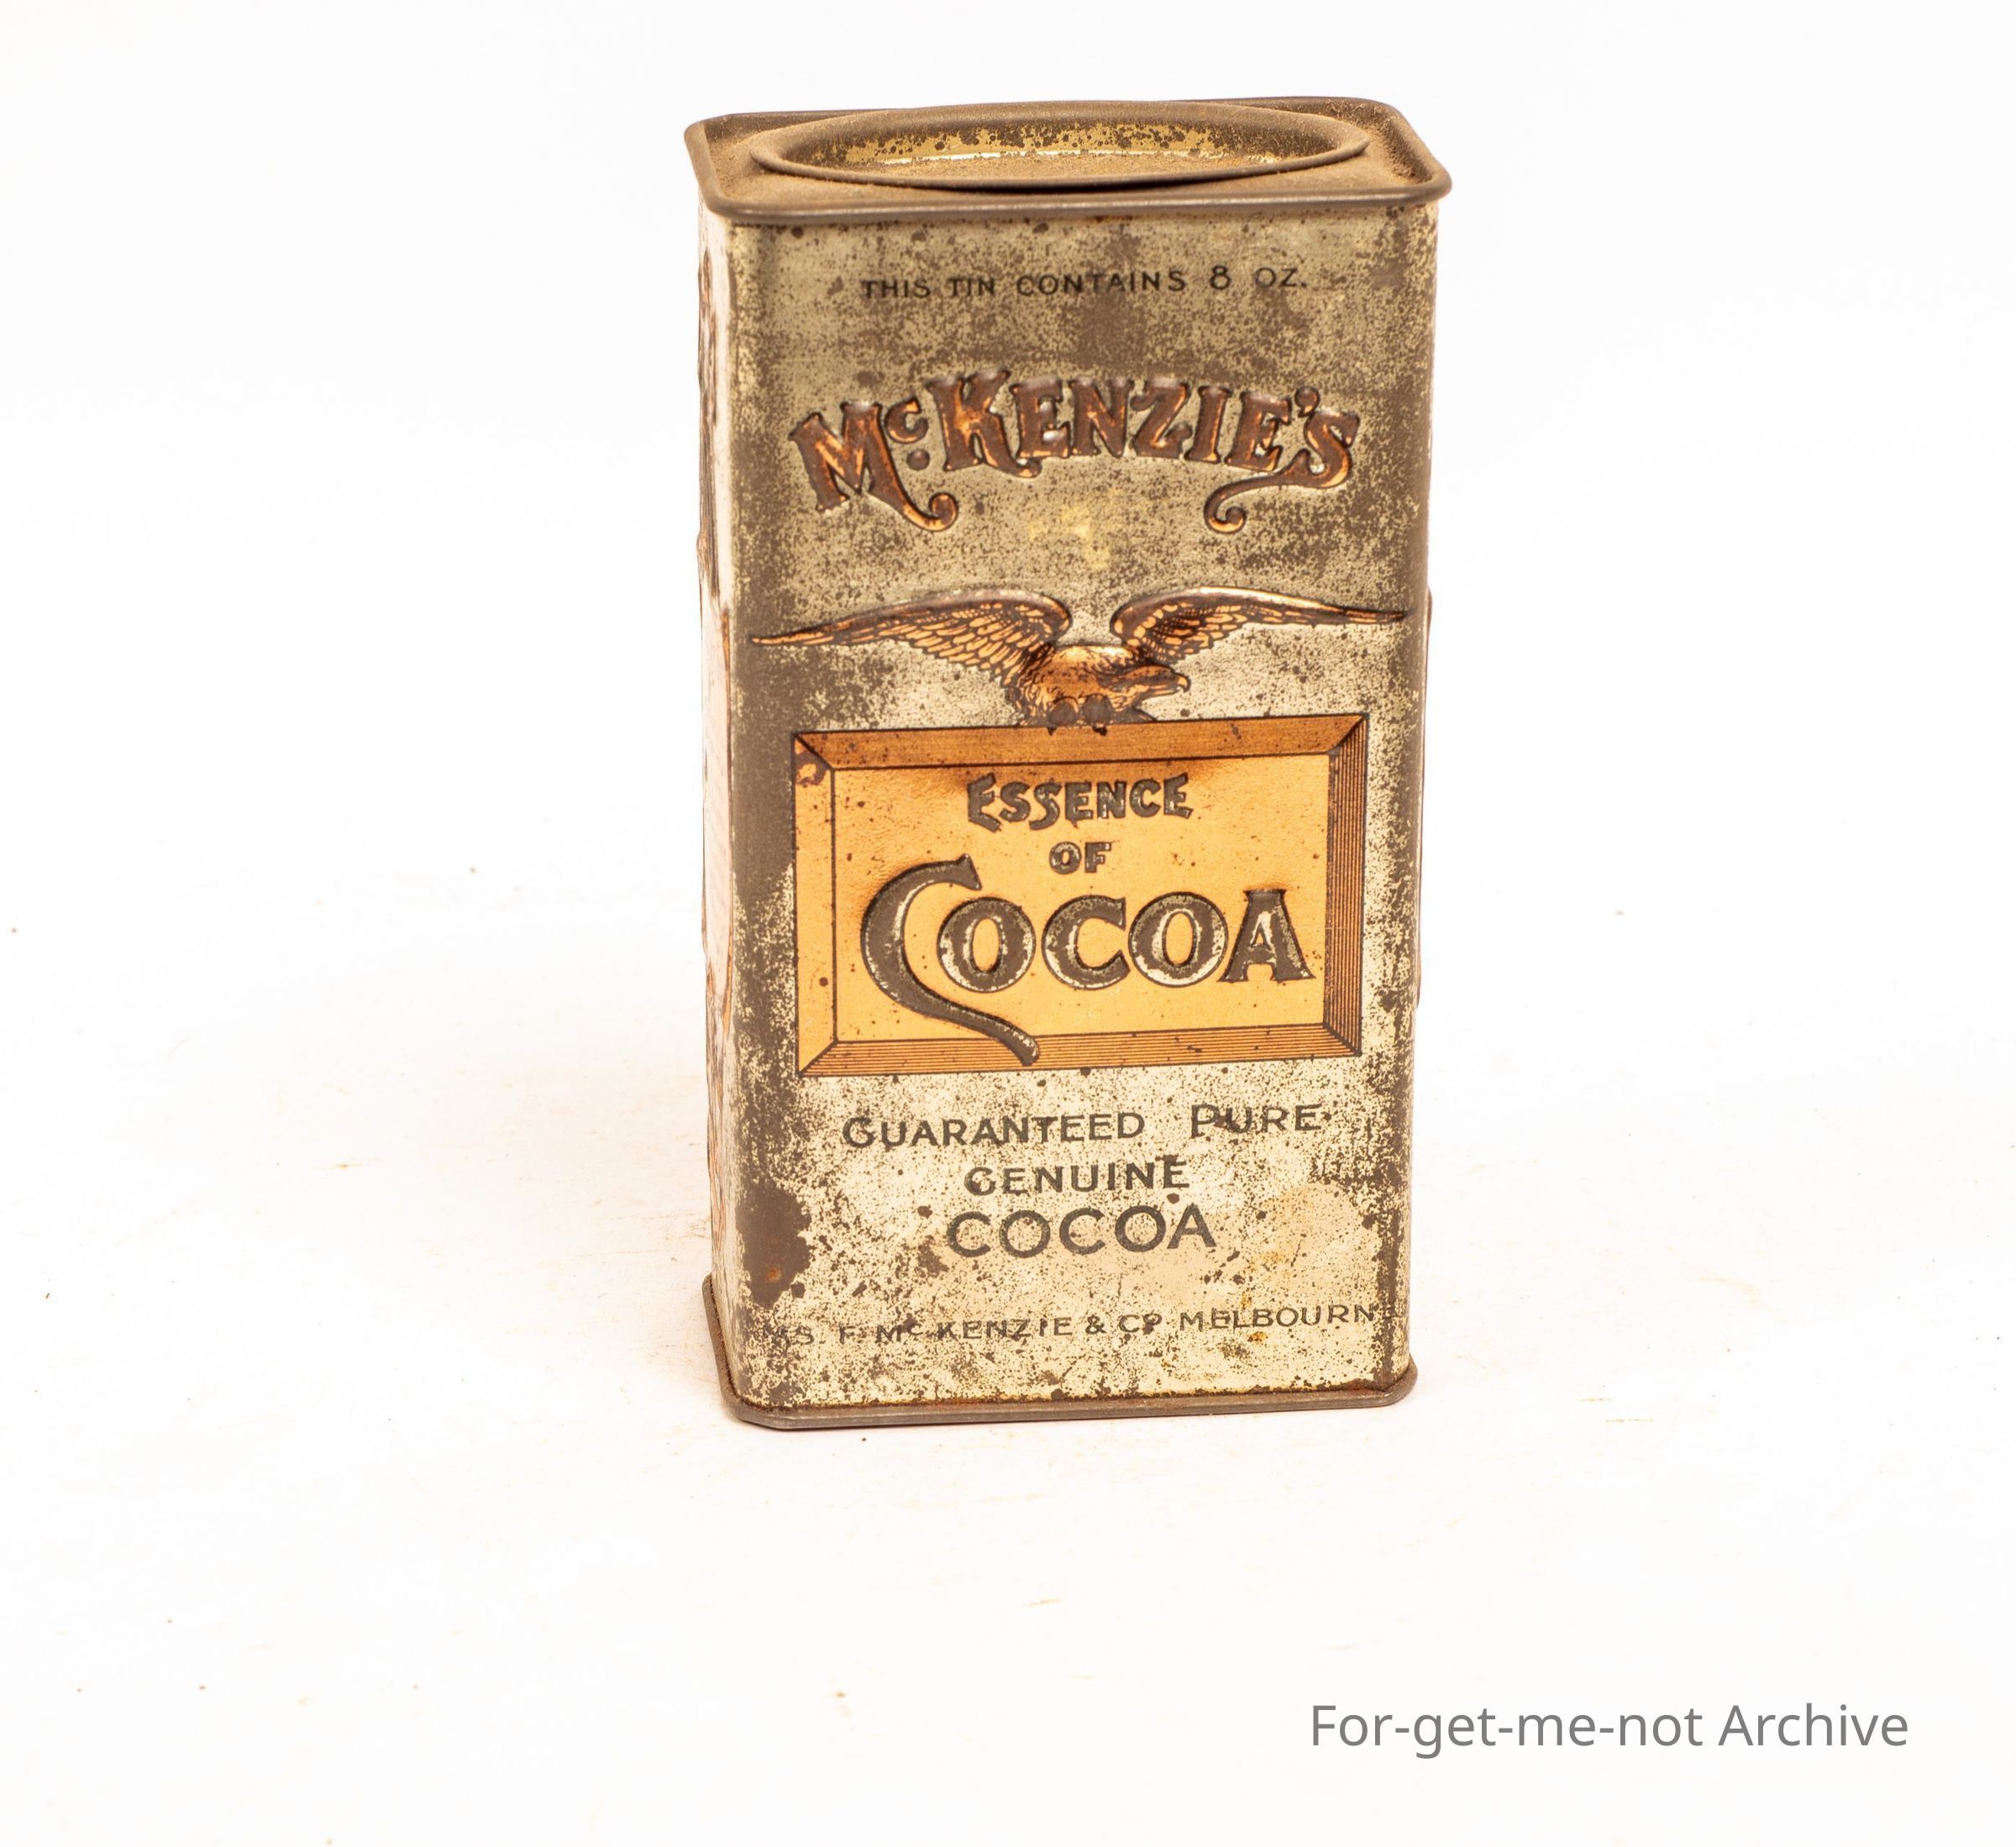 THIS TIN CONTAINS 8 OZ.
McKENZIE'S
ESSENCE
OF
COCOA
GUARANTEED PURE
GENUINE
COCOA
F. McKENZIE & Co MELBOURN
For-get-me-not Archive